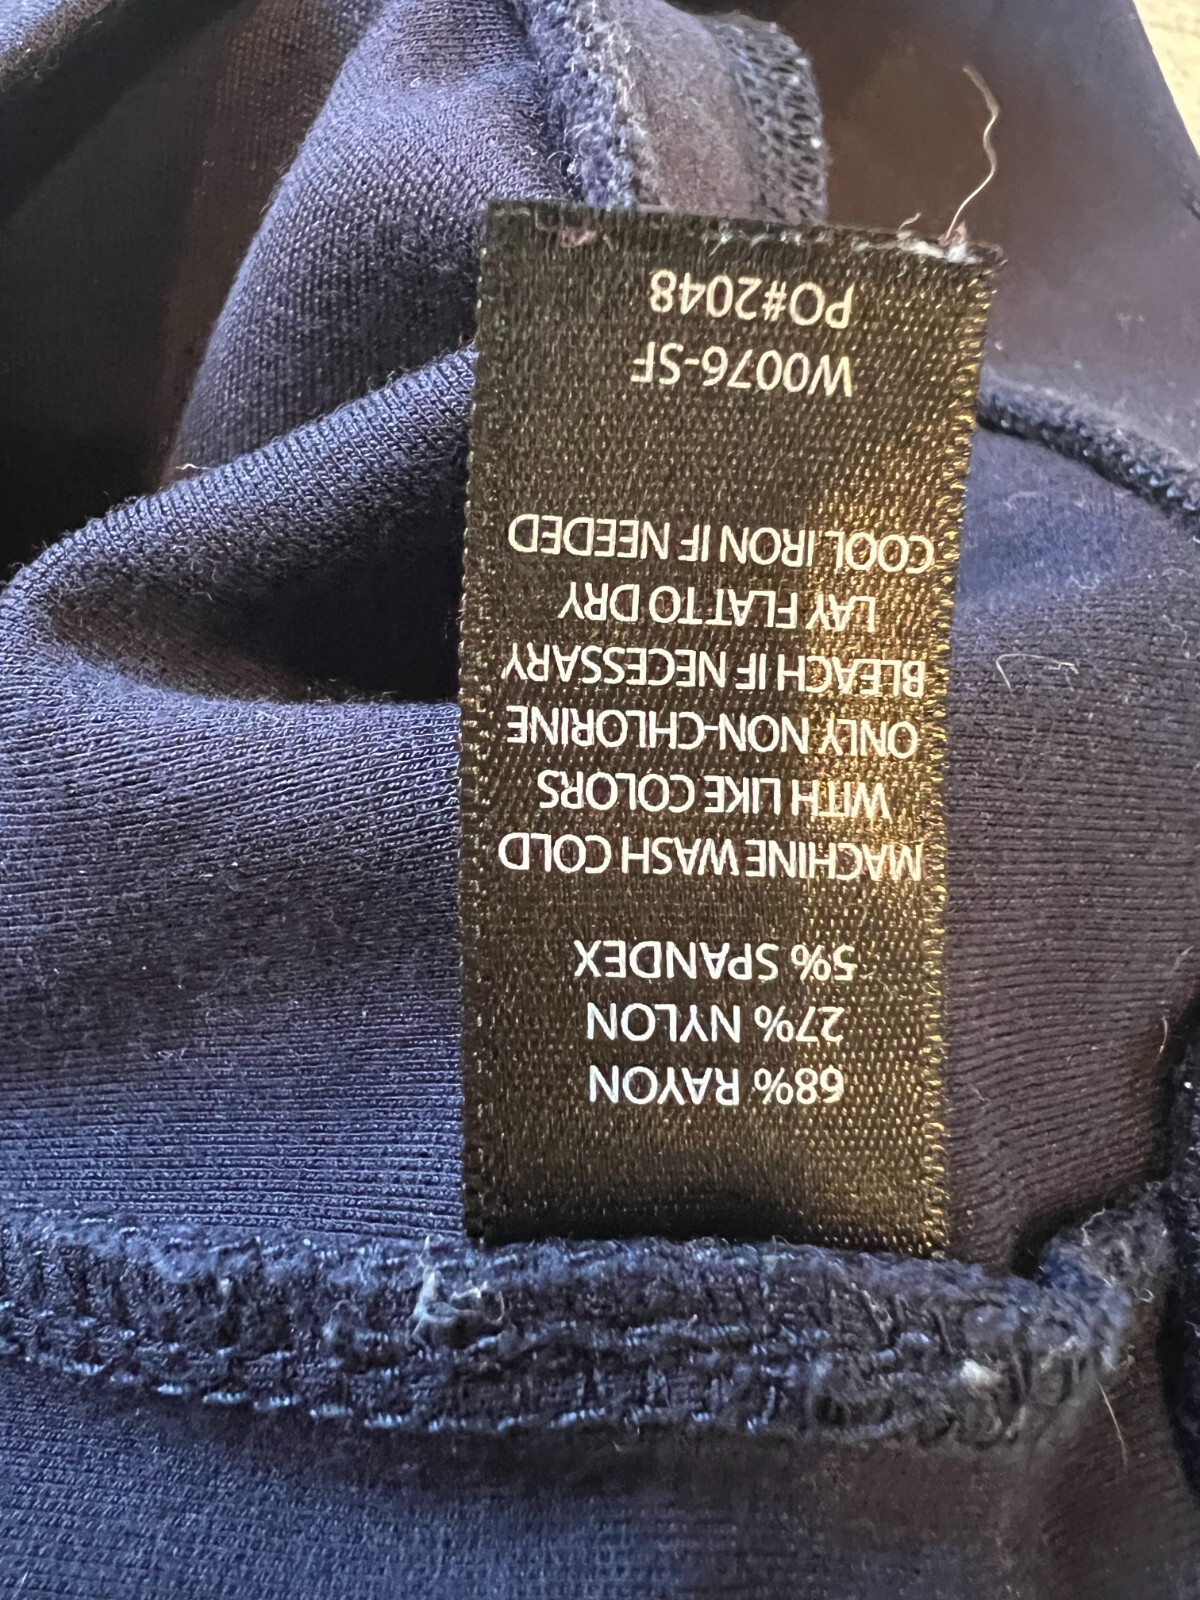 68% RAYON
27% NYLON
5% SPANDEX
MACHINE WASH COLD
WITH LIKE COLORS
ONLY NON-CHLORINE
BLEACH IF NECESSARY
LAY FLAT TO DRY
COOL IRON IF NEEDED
W0076-SF
PO#2048